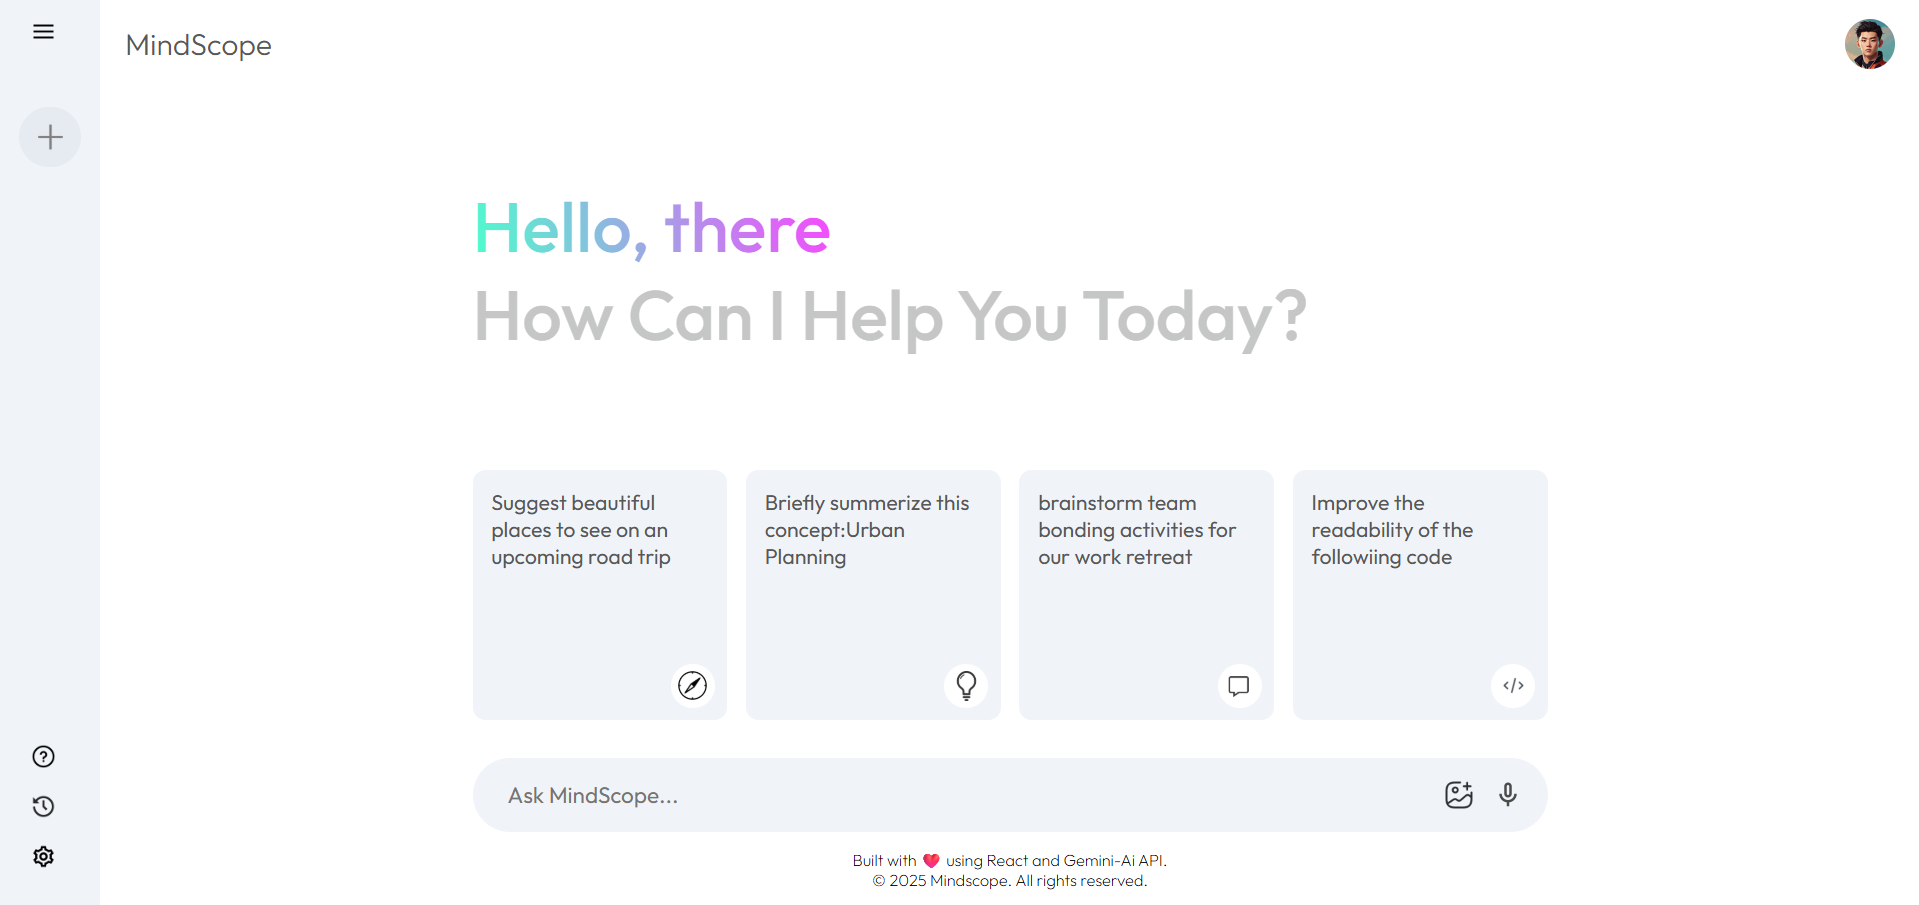 MindScope
Hello, there
How Can I Help You Today?
Suggest beautiful
places to see on an
upcoming road trip
Briefly summerize this
concept:Urban
Planning
brainstorm team
bonding activities for
our work retreat
Improve the
readability of the
followiing code
Ask MindScope...
Built with ❤️ using React and Gemini-Ai API.
© 2025 Mindscope. All rights reserved.